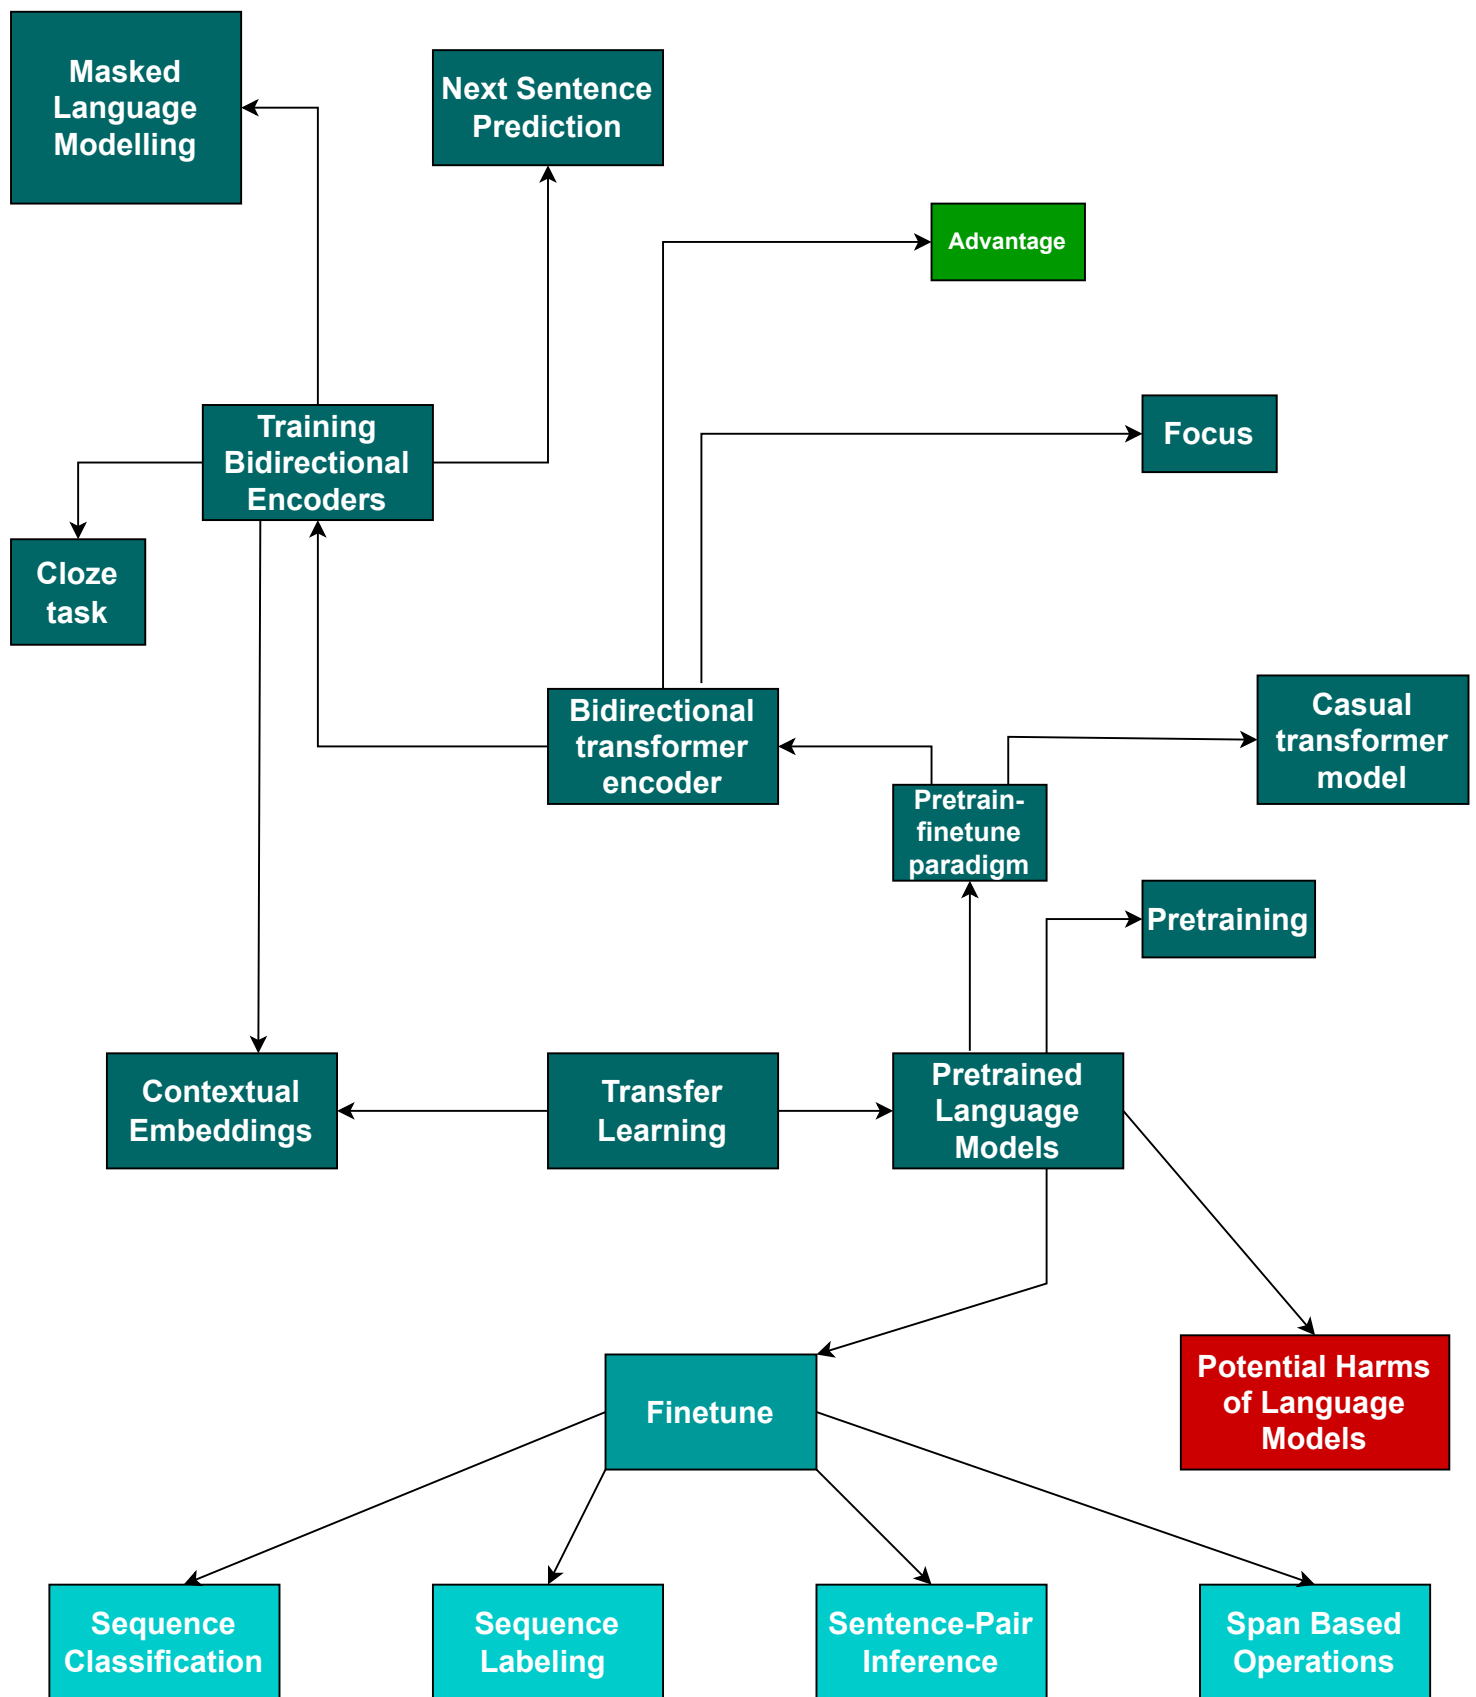 Masked
Language
Modelling
Next Sentence
Prediction
Advantage
Training
Bidirectional
Encoders
Focus
Cloze
task
Bidirectional
transformer
encoder
Casual
transformer
model
Pretrain-
finetune
paradigm
Pretraining
Contextual
Embeddings
Transfer
Learning
Pretrained
Language
Models
Finetune
Potential Harms
of Language
Models
Sequence
Classification
Sequence
Labeling
Sentence-Pair
Inference
Span Based
Operations